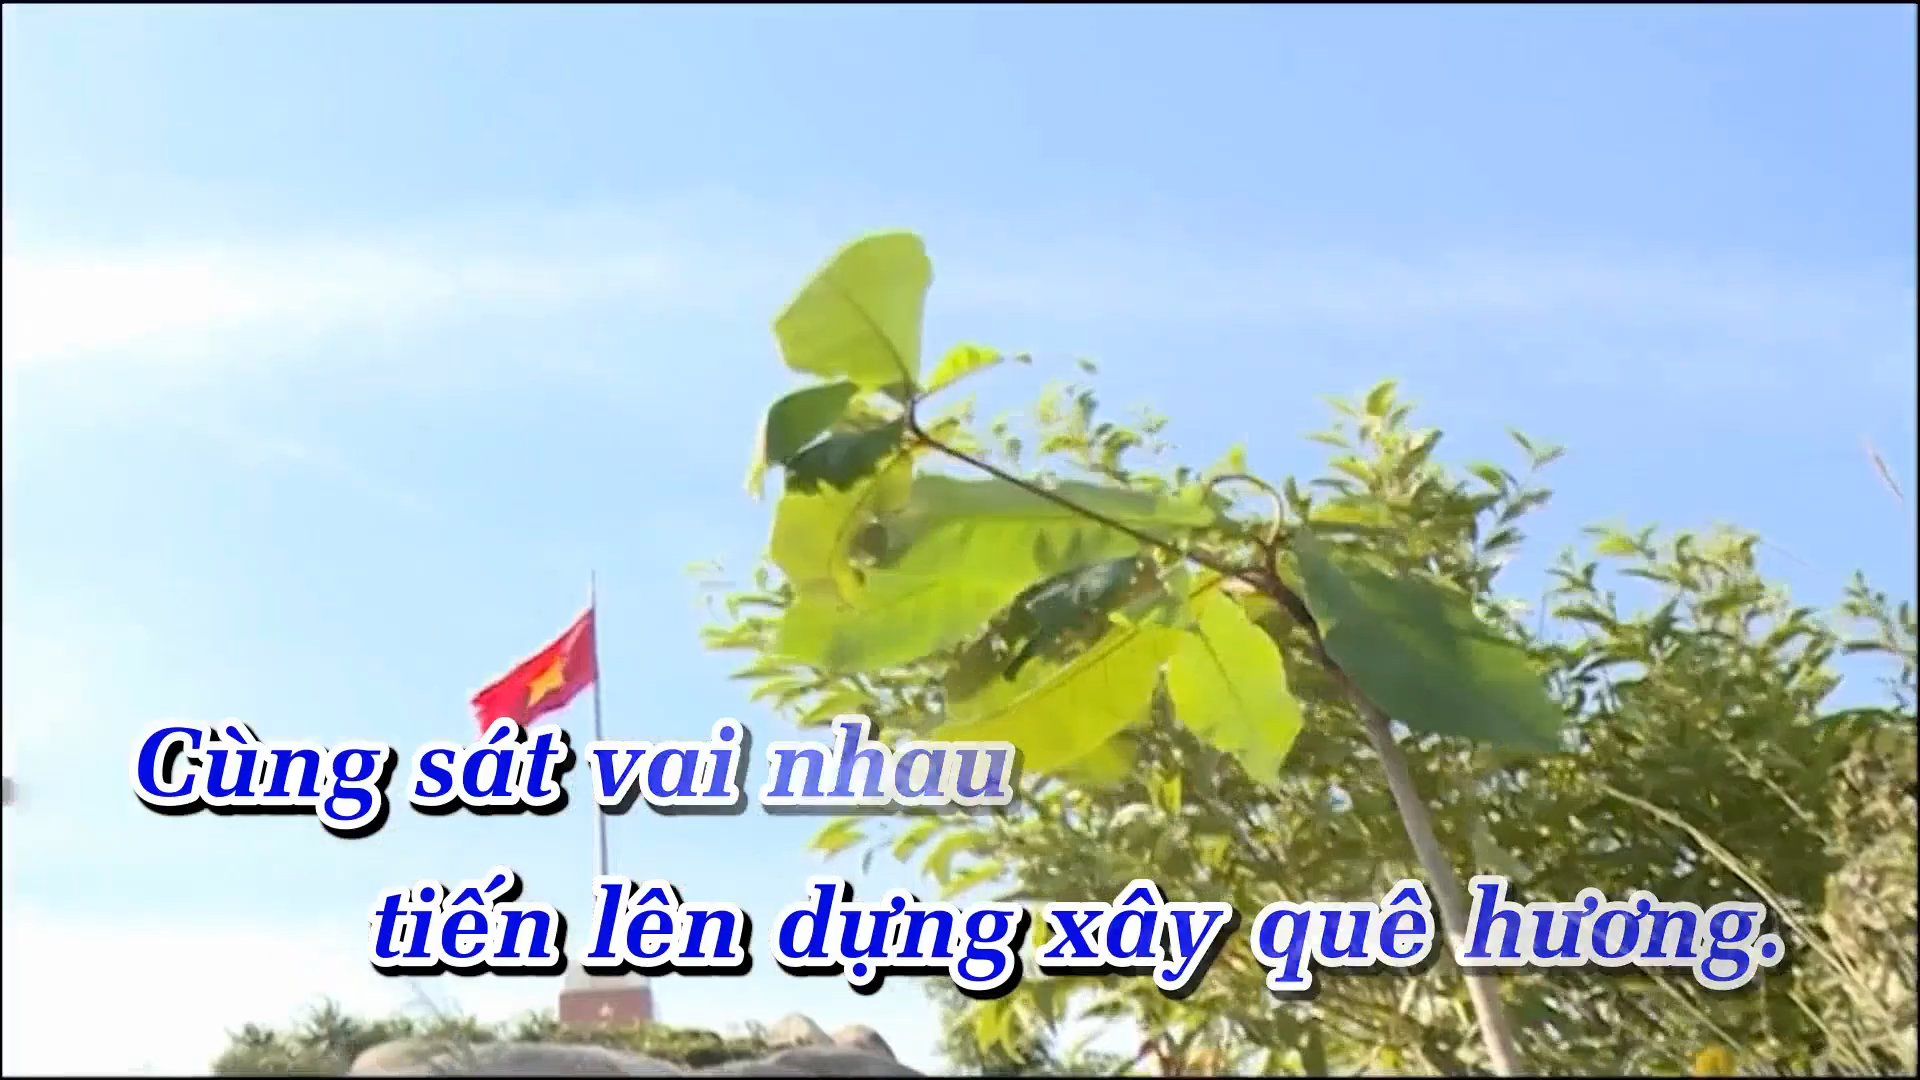 Cùng sát vai nhau
tiến lên dựng xây quê hương.